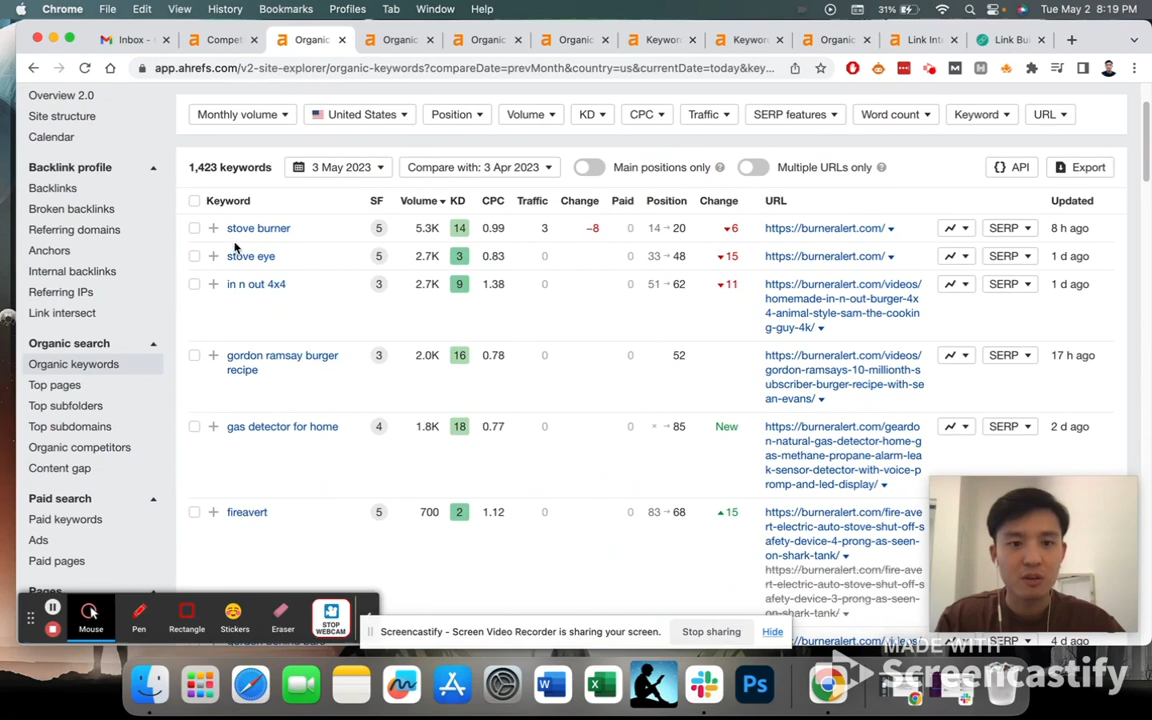 Chrome File Edit View History Bookmarks Profiles Tab Window Help 31% Tue May 2 8:19 PM
Inbox - Compet Organic Organic Organic Organic Keywor Keywor Organic Link Int Link Bui
app.ahrefs.com/v2-site-explorer/organic-keywords?compareDate=prevMonth&country=us&currentDate=today&key...
Overview 2.0
Site structure
Calendar
Backlink profile
Backlinks
Broken backlinks
Referring domains
Anchors
Internal backlinks
Referring IPs
Link intersect
Organic search
Organic keywords
Top pages
Top subfolders
Top subdomains
Organic competitors
Content gap
Paid search
Paid keywords
Ads
Paid pages
Pages
Monthly volume United States Position Volume KD CPC Traffic SERP features Word count Keyword URL
1,423 keywords 3 May 2023 Compare with: 3 Apr 2023 Main positions only Multiple URLs only API Export
Keyword SF Volume KD CPC Traffic Change Paid Position Change URL Updated
stove burner 5 5.3K 14 0.99 3 −8 0 14 → 20 6 https://burneralert.com/ SERP 8 h ago
stove eye 5 2.7K 3 0.83 0 0 33 → 48 15 https://burneralert.com/ SERP 1 d ago
in n out 4x4 3 2.7K 9 1.38 0 0 51 → 62 11 https://burneralert.com/videos/ SERP 1 d ago
homemade-in-n-out-burger-4x
4-animal-style-sam-the-cookin
g-guy-4k/
gordon ramsay burger 3 2.0K 16 0.78 0 0 52 https://burneralert.com/videos/ SERP 17 h ago
recipe gordon-ramsays-10-millionth-s
ubscriber-burger-recipe-with-se
an-evans/
gas detector for home 4 1.8K 18 0.77 0 0 × → 85 New https://burneralert.com/geardo SERP 2 d ago
n-natural-gas-detector-home-g
as-methane-propane-alarm-lea
k-sensor-detector-with-voice-p
romp-and-led-display/
fireavert 5 700 2 1.12 0 0 83 → 68 15 https://burneralert.com/fire-ave
rt-electric-auto-stove-shut-off-s
afety-device-4-prong-as-seen-
on-shark-tank/
https://burneralert.com/fire-ave
rt-electric-auto-stove-shut-off-s
afety-device-3-prong-as-seen-
on-shark-tank/
4 d ago
Mouse Pen Rectangle Stickers Eraser STOP
WEBCAM
Screencastify - Screen Video Recorder is sharing your screen. Stop sharing Hide
MADE WITH
Screencastify